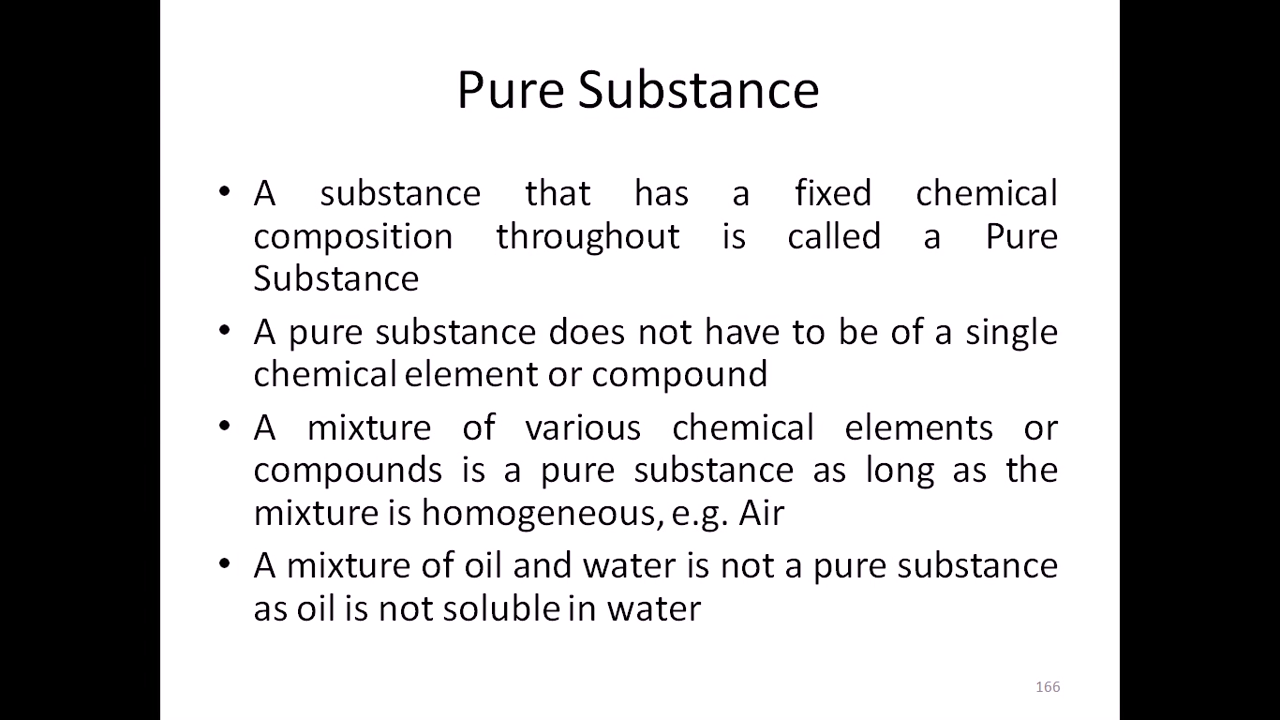 Pure Substance
• A substance that has a fixed chemical
composition throughout is called a Pure
Substance
• A pure substance does not have to be of a single
chemical element or compound
• A mixture of various chemical elements or
compounds is a pure substance as long as the
mixture is homogeneous, e.g. Air
• A mixture of oil and water is not a pure substance
as oil is not soluble in water
166